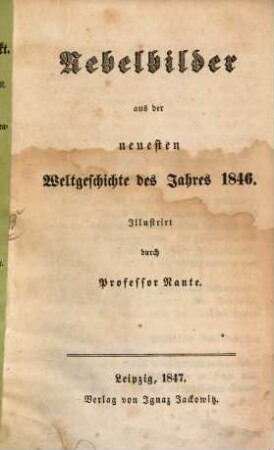 Nebelbilder
aus der
neuesten
Weltgeschichte des Jahres 1846.
Illustrirt
durch
Professor Nante.
Leipzig, 1847.
Verlag von Ignaz Jackowitz.